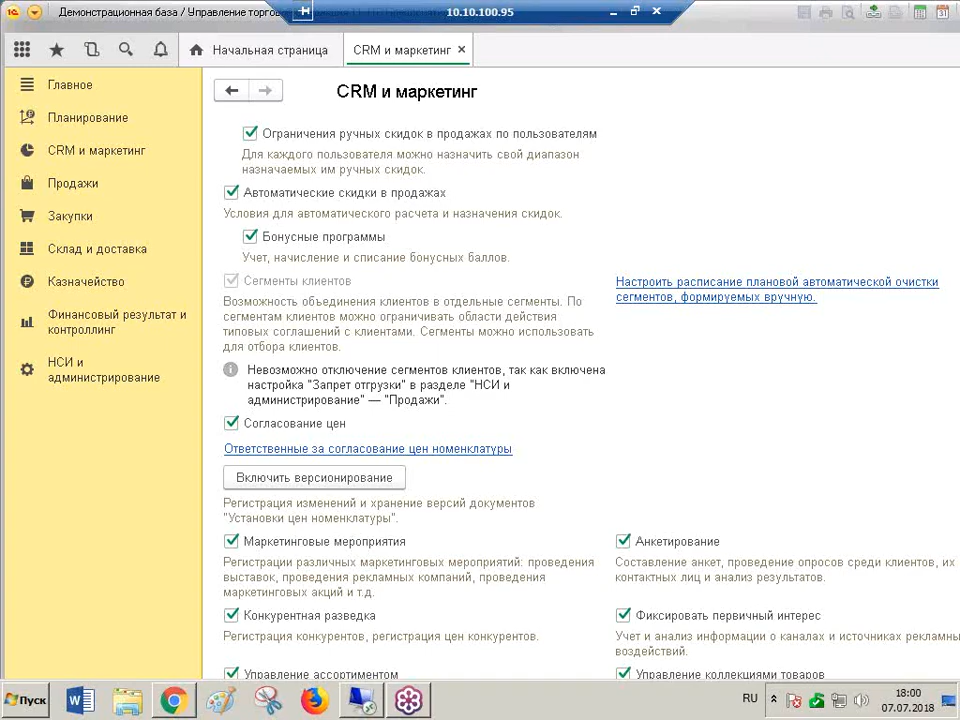 Демонстрационная база / Управление торгов
10.10.100.95
Начальная страница
CRM и маркетинг ×
Главное
Планирование
CRM и маркетинг
Продажи
Закупки
Склад и доставка
Казначейство
Финансовый результат и
контроллинг
НСИ и
администрирование
CRM и маркетинг
Ограничения ручных скидок в продажах по пользователям
Для каждого пользователя можно назначить свой диапазон
назначаемых им ручных скидок.
Автоматические скидки в продажах
Условия для автоматического расчета и назначения скидок.
Бонусные программы
Учет, начисление и списание бонусных баллов.
Сегменты клиентов
Настроить расписание плановой автоматической очистки
сегментов, формируемых вручную.
Возможность объединения клиентов в отдельные сегменты. По
сегментам клиентов можно ограничивать области действия
типовых соглашений с клиентами. Сегменты можно использовать
для отбора клиентов.
Невозможно отключение сегментов клиентов, так как включена
настройка "Запрет отгрузки" в разделе "НСИ и
администрирование" — "Продажи".
Согласование цен
Ответственные за согласование цен номенклатуры
Включить версионирование
Регистрация изменений и хранение версий документов
"Установки цен номенклатуры".
Маркетинговые мероприятия
Регистрации различных маркетинговых мероприятий: проведения
выставок, проведения рекламных компаний, проведения
маркетинговых акций и т.д.
Анкетирование
Составление анкет, проведение опросов среди клиентов, их
контактных лиц и анализ результатов.
Конкурентная разведка
Регистрация конкурентов, регистрация цен конкурентов.
Фиксировать первичный интерес
Учет и анализ информации о каналах и источниках рекламны
воздействий.
Управление ассортиментом
Управление коллекциями товаров
Пуск
RU
18:00
07.07.2018